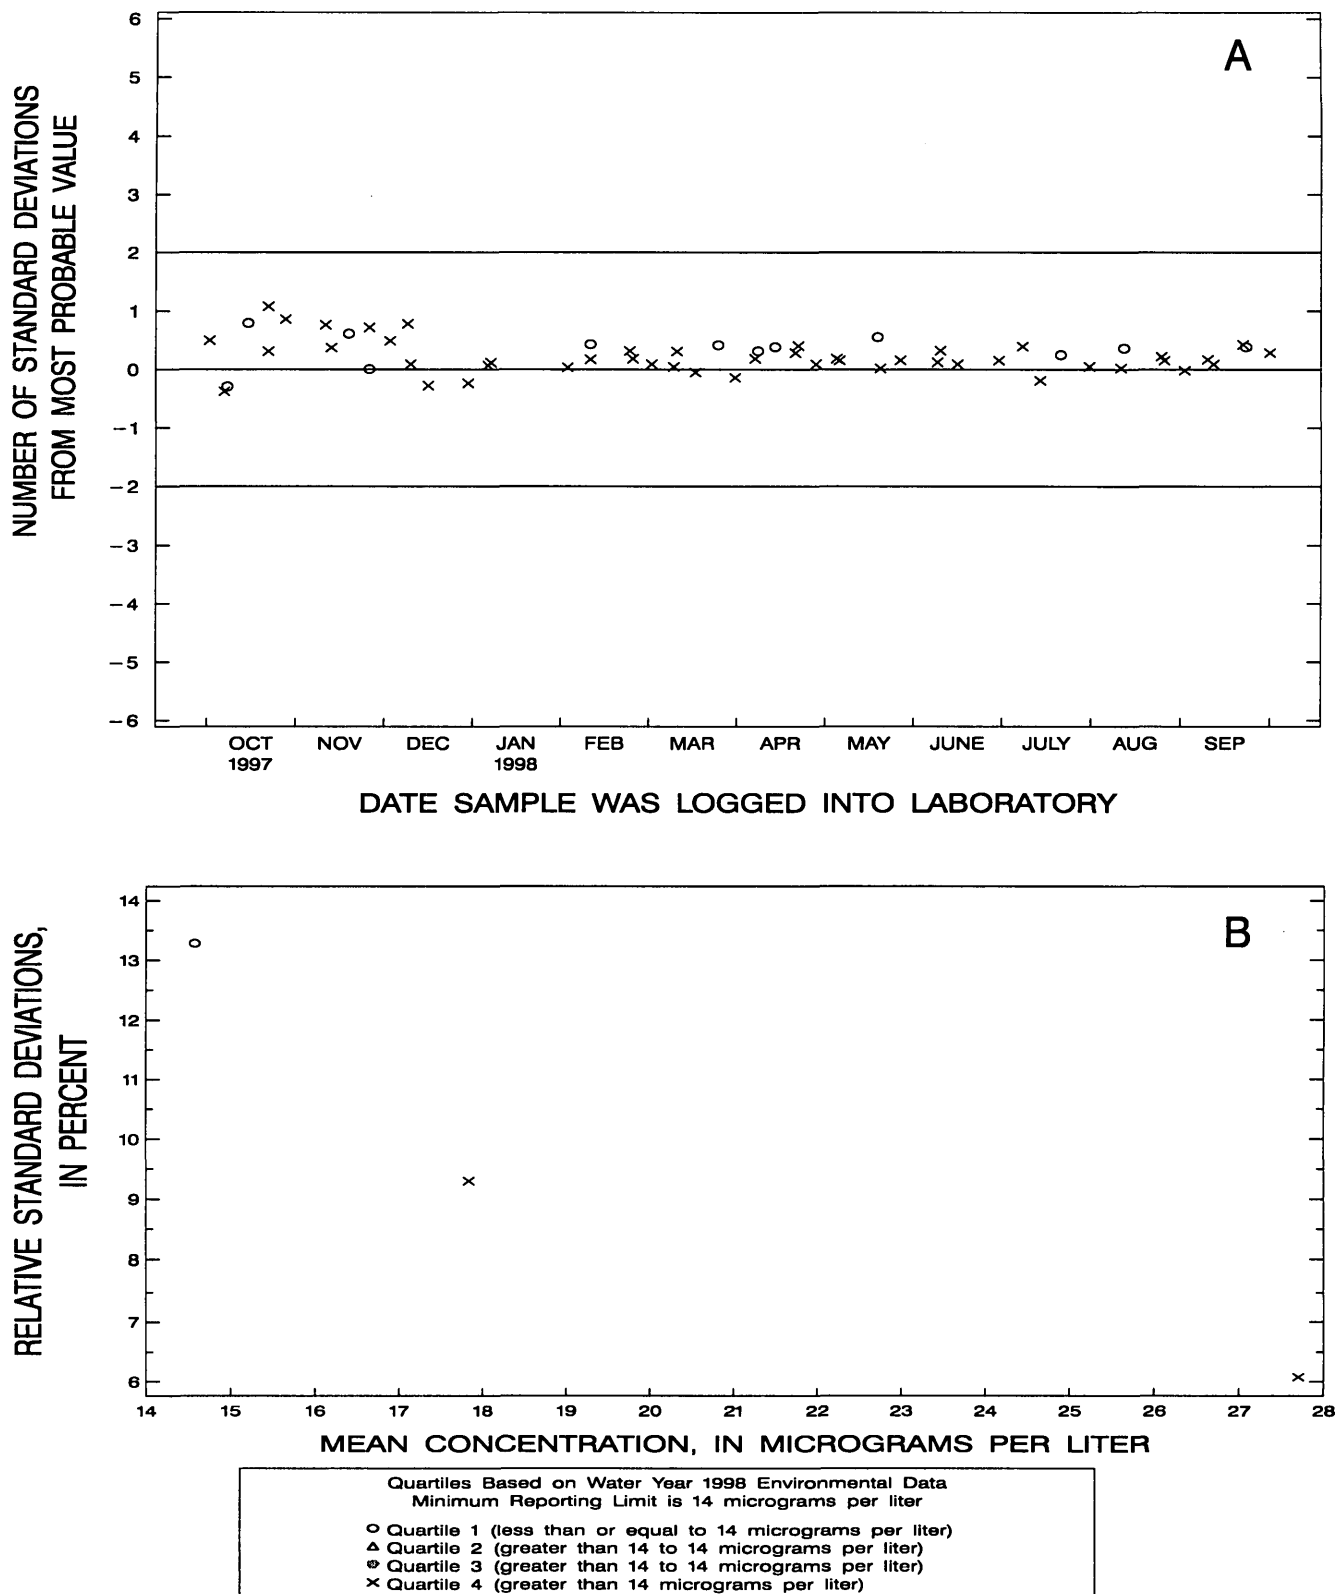 A
NUMBER OF STANDARD DEVIATIONS
FROM MOST PROBABLE VALUE
6
5
4
3
2
1
0
−1
−2
−3
−4
−5
−6
OCT NOV DEC JAN FEB MAR APR MAY JUNE JULY AUG SEP
1997 1998
DATE SAMPLE WAS LOGGED INTO LABORATORY
B
RELATIVE STANDARD DEVIATIONS,
IN PERCENT
14
13
12
11
10
9
8
7
6
14 15 16 17 18 19 20 21 22 23 24 25 26 27 28
MEAN CONCENTRATION, IN MICROGRAMS PER LITER
Quartiles Based on Water Year 1998 Environmental Data
Minimum Reporting Limit is 14 micrograms per liter
Quartile 1 (less than or equal to 14 micrograms per liter)
Quartile 2 (greater than 14 to 14 micrograms per liter)
Quartile 3 (greater than 14 to 14 micrograms per liter)
Quartile 4 (greater than 14 micrograms per liter)